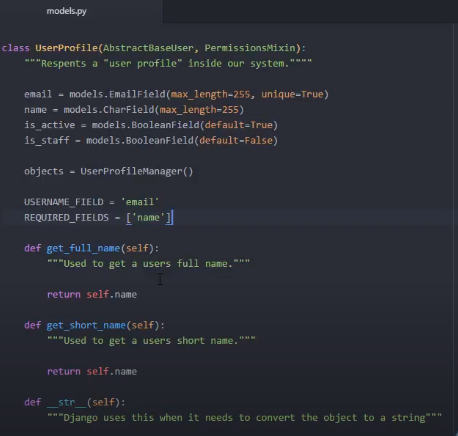 models.py
class UserProfile(AbstractBaseUser, PermissionsMixin):
    """Respents a "user profile" inside our system.""""
    email = models.EmailField(max_length=255, unique=True)
    name = models.CharField(max_length=255)
    is_active = models.BooleanField(default=True)
    is_staff = models.BooleanField(default=False)
    objects = UserProfileManager()
    USERNAME_FIELD = 'email'
    REQUIRED_FIELDS = ['name']
    def get_full_name(self):
        """Used to get a users full name."""
        return self.name
    def get_short_name(self):
        """Used to get a users short name."""
        return self.name
    def __str__(self):
        """Django uses this when it needs to convert the object to a string"""